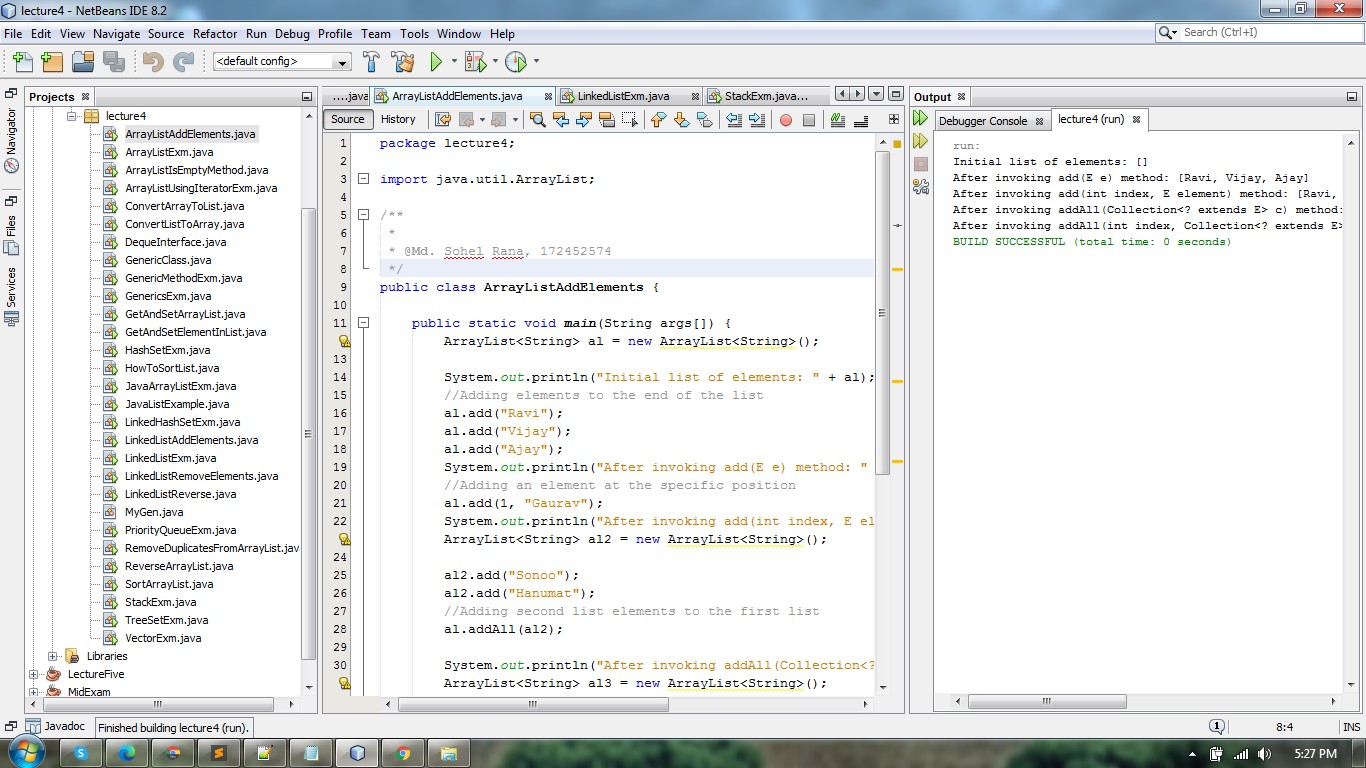 lecture4 - NetBeans IDE 8.2
File Edit View Navigate Source Refactor Run Debug Profile Team Tools Window Help
Search (Ctrl+I)
<default config>
Navigator
Files
Services
Projects
lecture4
ArrayListAddElements.java
ArrayListExm.java
ArrayListIsEmptyMethod.java
ArrayListUsingIteratorExm.java
ConvertArrayToList.java
ConvertListToArray.java
DequeInterface.java
GenericClass.java
GenericMethodExm.java
GenericsExm.java
GetAndSetArrayList.java
GetAndSetElementInList.java
HashSetExm.java
HowToSortList.java
JavaArrayListExm.java
JavaListExample.java
LinkedHashSetExm.java
LinkedListAddElements.java
LinkedListExm.java
LinkedListRemoveElements.java
LinkedListReverse.java
MyGen.java
PriorityQueueExm.java
RemoveDuplicatesFromArrayList.jav
ReverseArrayList.java
SortArrayList.java
StackExm.java
TreeSetExm.java
VectorExm.java
Libraries
LectureFive
MidExam
....java ArrayListAddElements.java LinkedListExm.java StackExm.java...
Source History
1 package lecture4;
2
3 import java.util.ArrayList;
4
5 /**
6 *
7 * @Md. Sohel Rana, 172452574
8 */
9 public class ArrayListAddElements {
10
11 public static void main(String args[]) {
ArrayList<String> al = new ArrayList<String>();
13
14 System.out.println("Initial list of elements: " + al);
15 //Adding elements to the end of the list
16 al.add("Ravi");
17 al.add("Vijay");
18 al.add("Ajay");
19 System.out.println("After invoking add(E e) method: "
20 //Adding an element at the specific position
21 al.add(1, "Gaurav");
22 System.out.println("After invoking add(int index, E el
ArrayList<String> al2 = new ArrayList<String>();
24
25 al2.add("Sonoo");
26 al2.add("Hanumat");
27 //Adding second list elements to the first list
28 al.addAll(al2);
29
30 System.out.println("After invoking addAll(Collection<?
ArrayList<String> al3 = new ArrayList<String>();
Output
Debugger Console lecture4 (run)
run:
Initial list of elements: []
After invoking add(E e) method: [Ravi, Vijay, Ajay]
After invoking add(int index, E element) method: [Ravi,
After invoking addAll(Collection<? extends E> c) method:
After invoking addAll(int index, Collection<? extends E>
BUILD SUCCESSFUL (total time: 0 seconds)
Javadoc Finished building lecture4 (run). 1 8:4 INS
5:27 PM